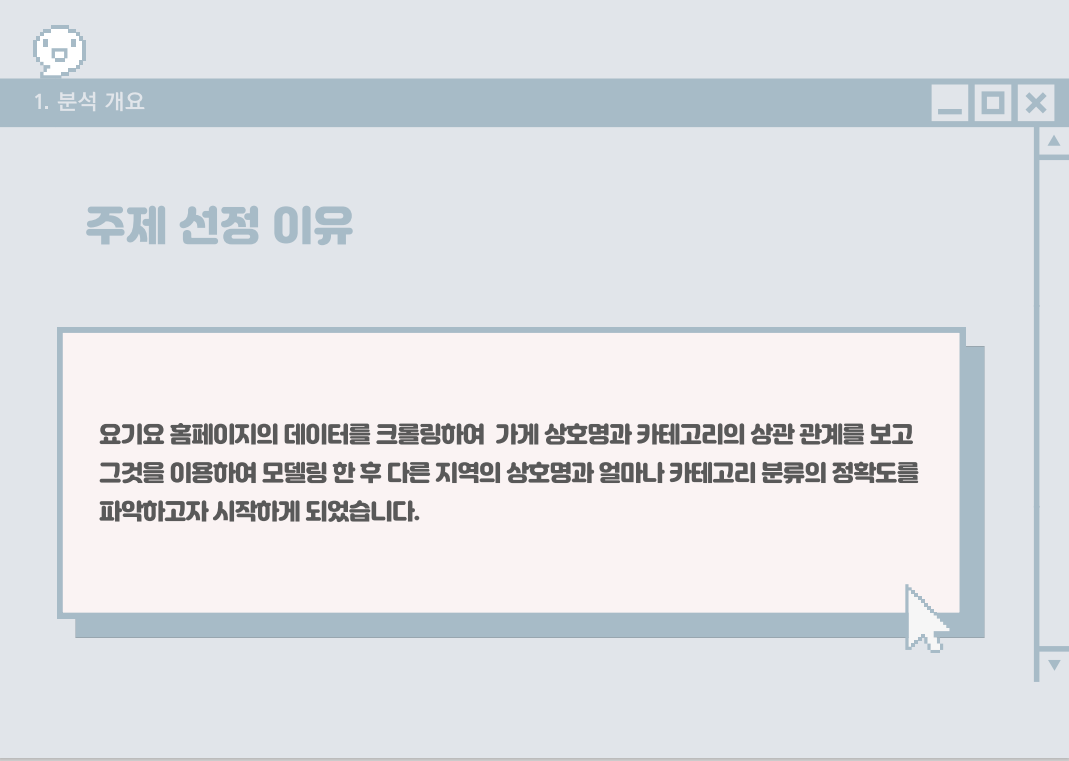 1. 분석 개요
주제 선정 이유
요기요 홈페이지의 데이터를 크롤링하여 가게 상호명과 카테고리의 상관 관계를 보고
그것을 이용하여 모델링 한 후 다른 지역의 상호명과 얼마나 카테고리 분류의 정확도를
파악하고자 시작하게 되었습니다.